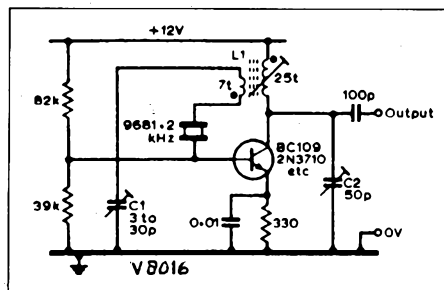 +12V
L1
7t
25t
82k
9681·2
kHz
100p
Output
BC109
2N3710
etc
39k
C1
3 to
30p
0·01
330
C2
50p
0V
VB016